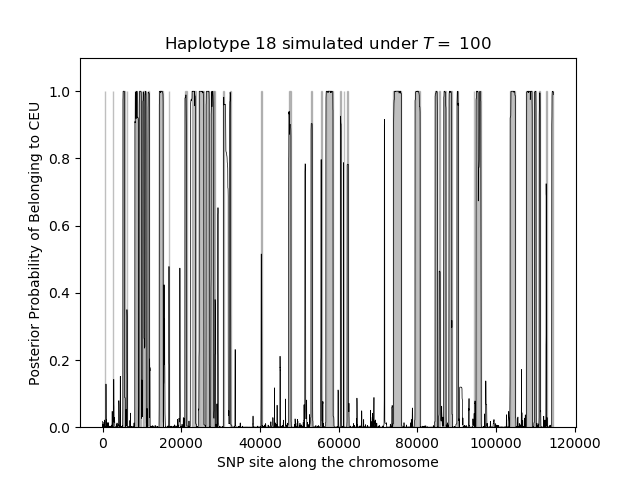 Haplotype 18 simulated under T = 100
Posterior Probability of Belonging to CEU
1.0
0.8
0.6
0.4
0.2
0.0
0 20000 40000 60000 80000 100000 120000
SNP site along the chromosome